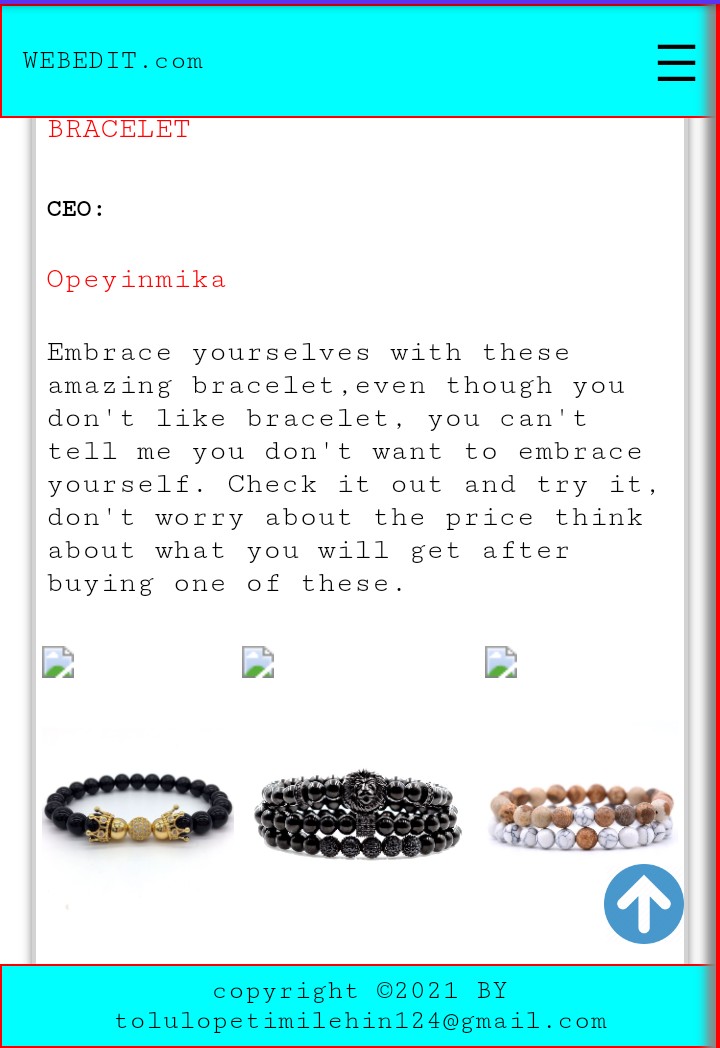 WEBEDIT.com
BRACELET
CEO:
Opeyinmika
Embrace yourselves with these
amazing bracelet,even though you
don't like bracelet, you can't
tell me you don't want to embrace
yourself. Check it out and try it,
don't worry about the price think
about what you will get after
buying one of these.
copyright ©2021 BY
tolulopetimilehin124@gmail.com